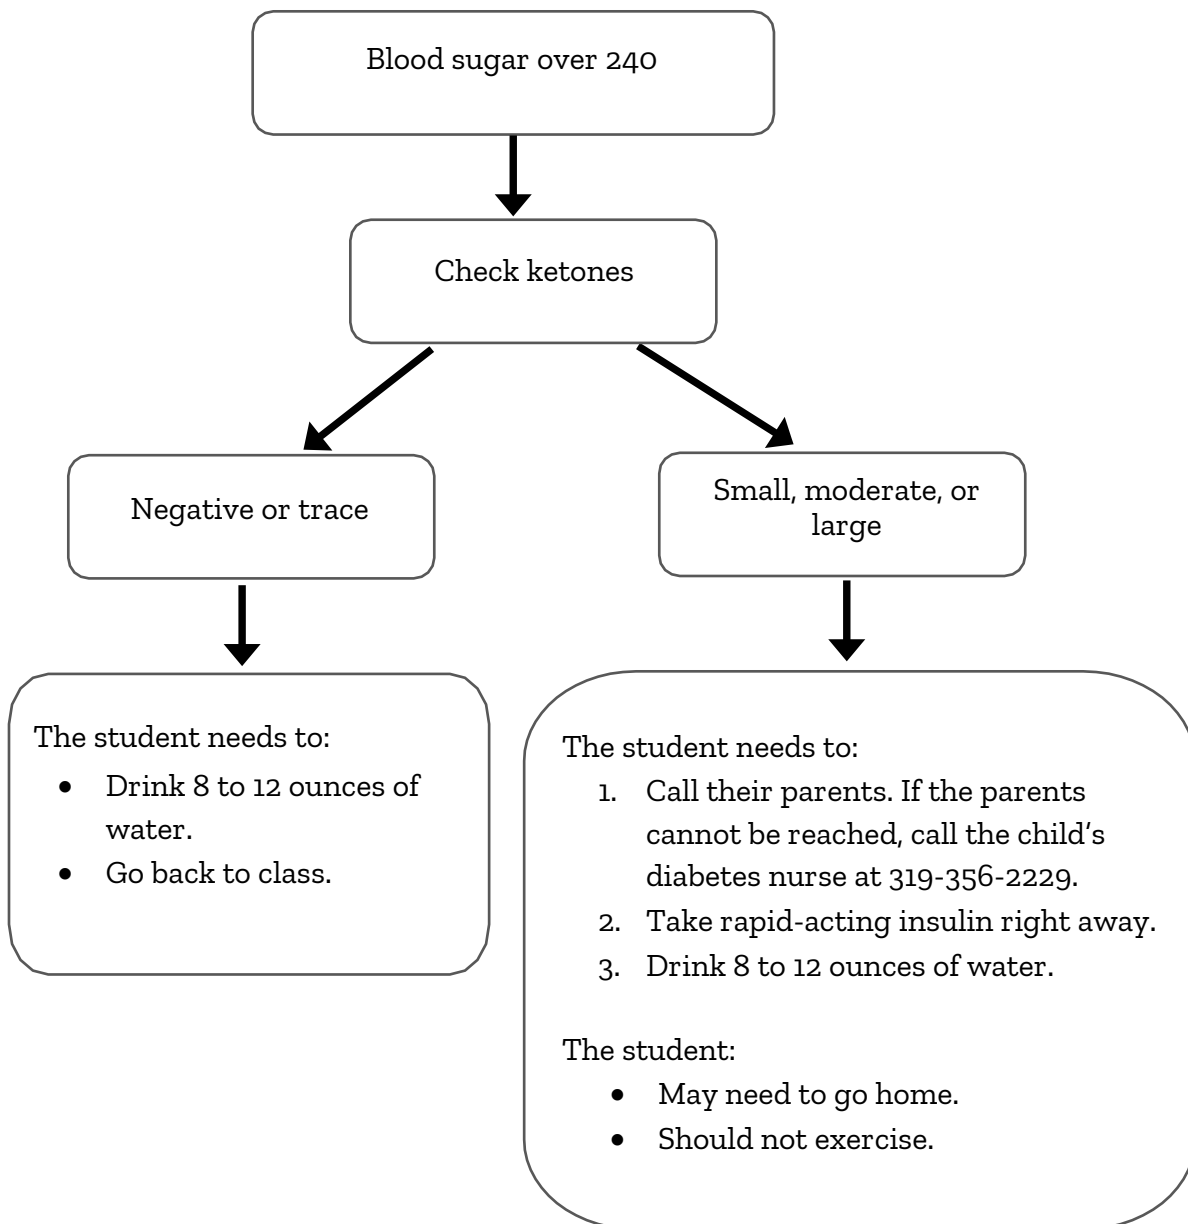 Blood sugar over 240
Check ketones
Negative or trace
Small, moderate, or
large
The student needs to:
• Drink 8 to 12 ounces of
water.
• Go back to class.
The student needs to:
1. Call their parents. If the parents
cannot be reached, call the child’s
diabetes nurse at 319-356-2229.
2. Take rapid-acting insulin right away.
3. Drink 8 to 12 ounces of water.
The student:
• May need to go home.
• Should not exercise.